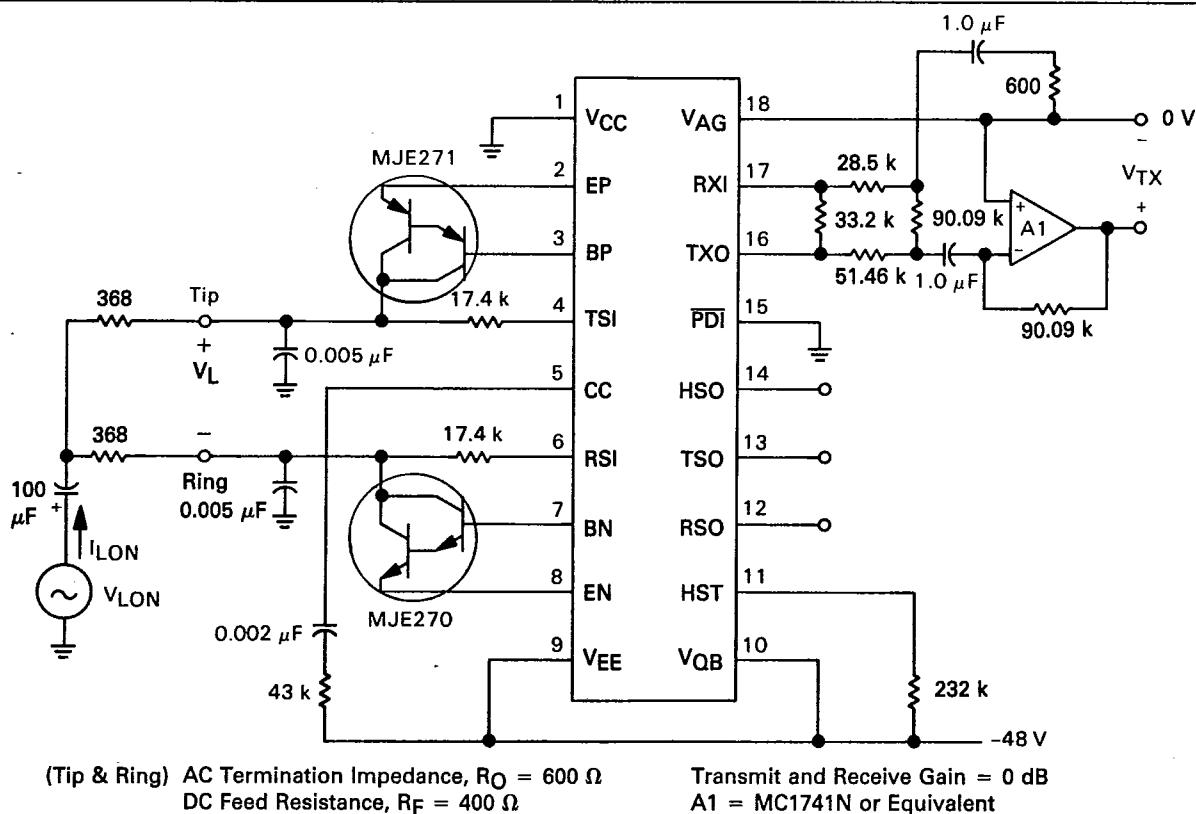 1.0 μF
600
1
VCC
VAG
18
0 V
−
MJE271
2
EP
RXI
17
28.5 k
VTX
+
33.2 k
90.09 k
+
A1
−
3
BP
TXO
16
51.46 k
1.0 μF
90.09 k
368
Tip
17.4 k
4
TSI
PDI
15
+
VL
0.005 μF
5
CC
HSO
14
368
−
17.4 k
6
RSI
TSO
13
Ring
0.005 μF
100
μF
+
7
BN
RSO
12
ILON
VLON
8
EN
HST
11
MJE270
0.002 μF
9
VEE
VQB
10
43 k
232 k
−48 V
(Tip & Ring) AC Termination Impedance, RO = 600 Ω
DC Feed Resistance, RF = 400 Ω
Transmit and Receive Gain = 0 dB
A1 = MC1741N or Equivalent